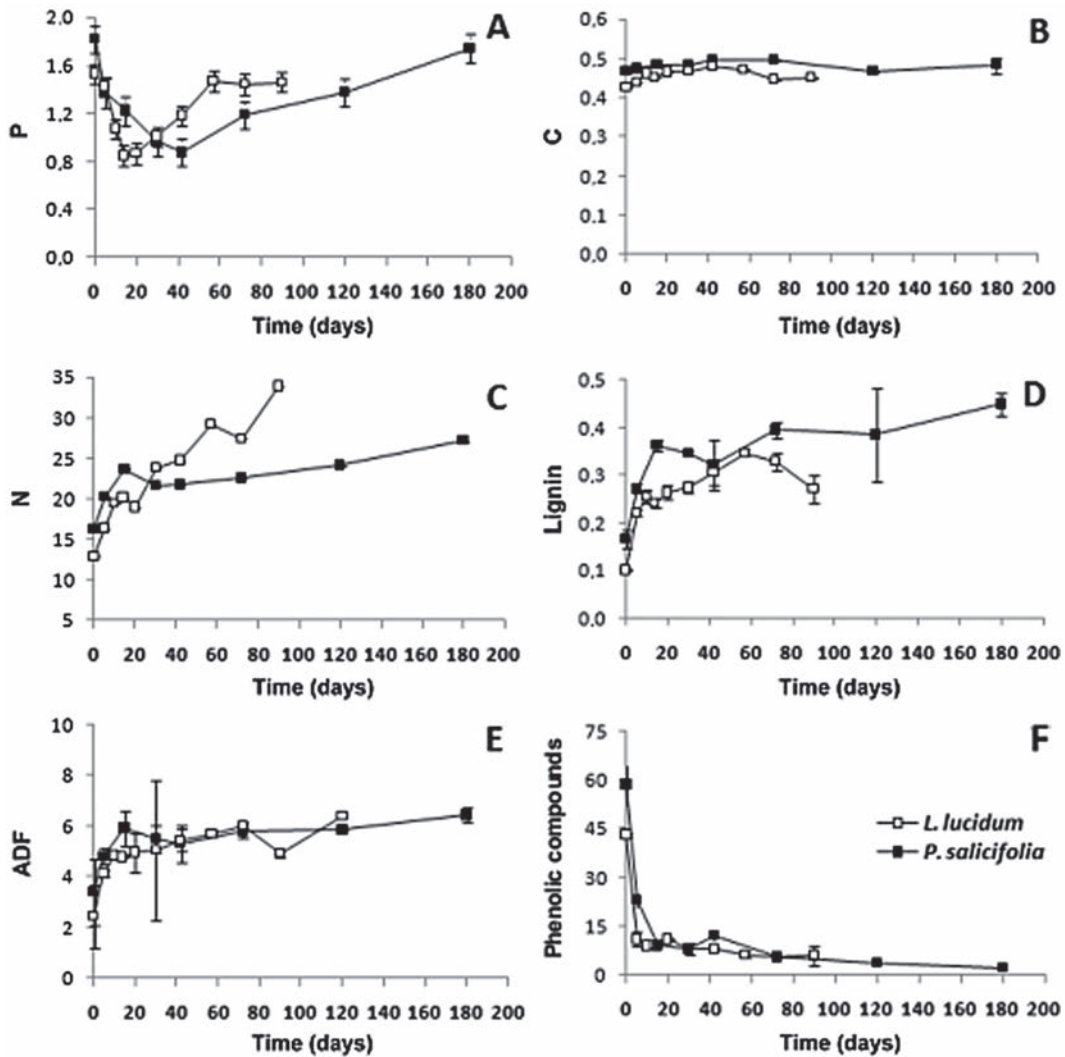 A
P
2,0
1,6
1,2
0,8
0,4
0,0
0 20 40 60 80 100 120 140 160 180 200
Time (days)
B
C
0,6
0,5
0,4
0,3
0,2
0,1
0,0
0 20 40 60 80 100 120 140 160 180 200
Time (days)
C
N
35
30
25
20
15
10
5
0 20 40 60 80 100 120 140 160 180 200
Time (days)
D
Lignin
0,5
0,4
0,3
0,2
0,1
0,0
0 20 40 60 80 100 120 140 160 180 200
Time (days)
E
ADF
10
8
6
4
2
0
0 20 40 60 80 100 120 140 160 180 200
Time (days)
F
Phenolic compounds
75
60
45
30
15
0
L. lucidum
P. salicifolia
0 20 40 60 80 100 120 140 160 180 200
Time (days)